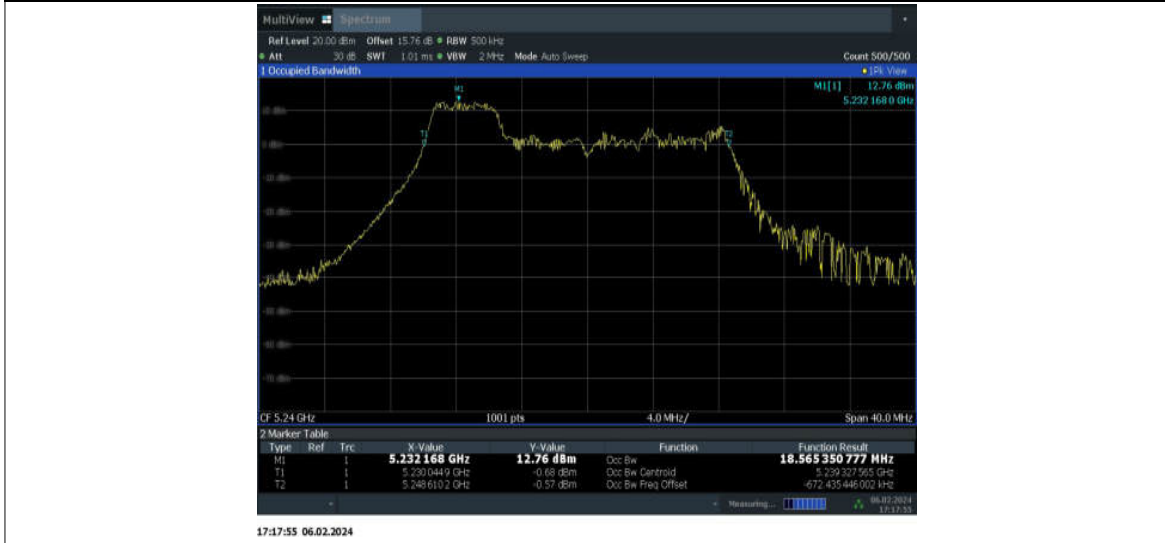 MultiView Spectrum
Ref Level 20.00 dBm Offset 15.76 dB RBW 500 kHz
Att 30 dB SWT 1.01 ms VBW 2 MHz Mode Auto Sweep Count 500/500
1 Occupied Bandwidth 1Pk View
M1[1] 12.76 dBm
5.232 168 0 GHz
M1
T1
T2
CF 5.24 GHz 1001 pts 4.0 MHz/ Span 40.0 MHz
2 Marker Table
Type Ref Trc X-Value Y-Value Function Function Result
M1 1 5.232 168 GHz 12.76 dBm Occ Bw 18.565 350 777 MHz
T1 1 5.230 044 9 GHz -0.68 dBm Occ Bw Centroid 5.239 327 565 GHz
T2 1 5.248 610 2 GHz -0.57 dBm Occ Bw Freq Offset -672.435 446 002 kHz
Measuring... 06.02.2024
17:17:55
17:17:55 06.02.2024